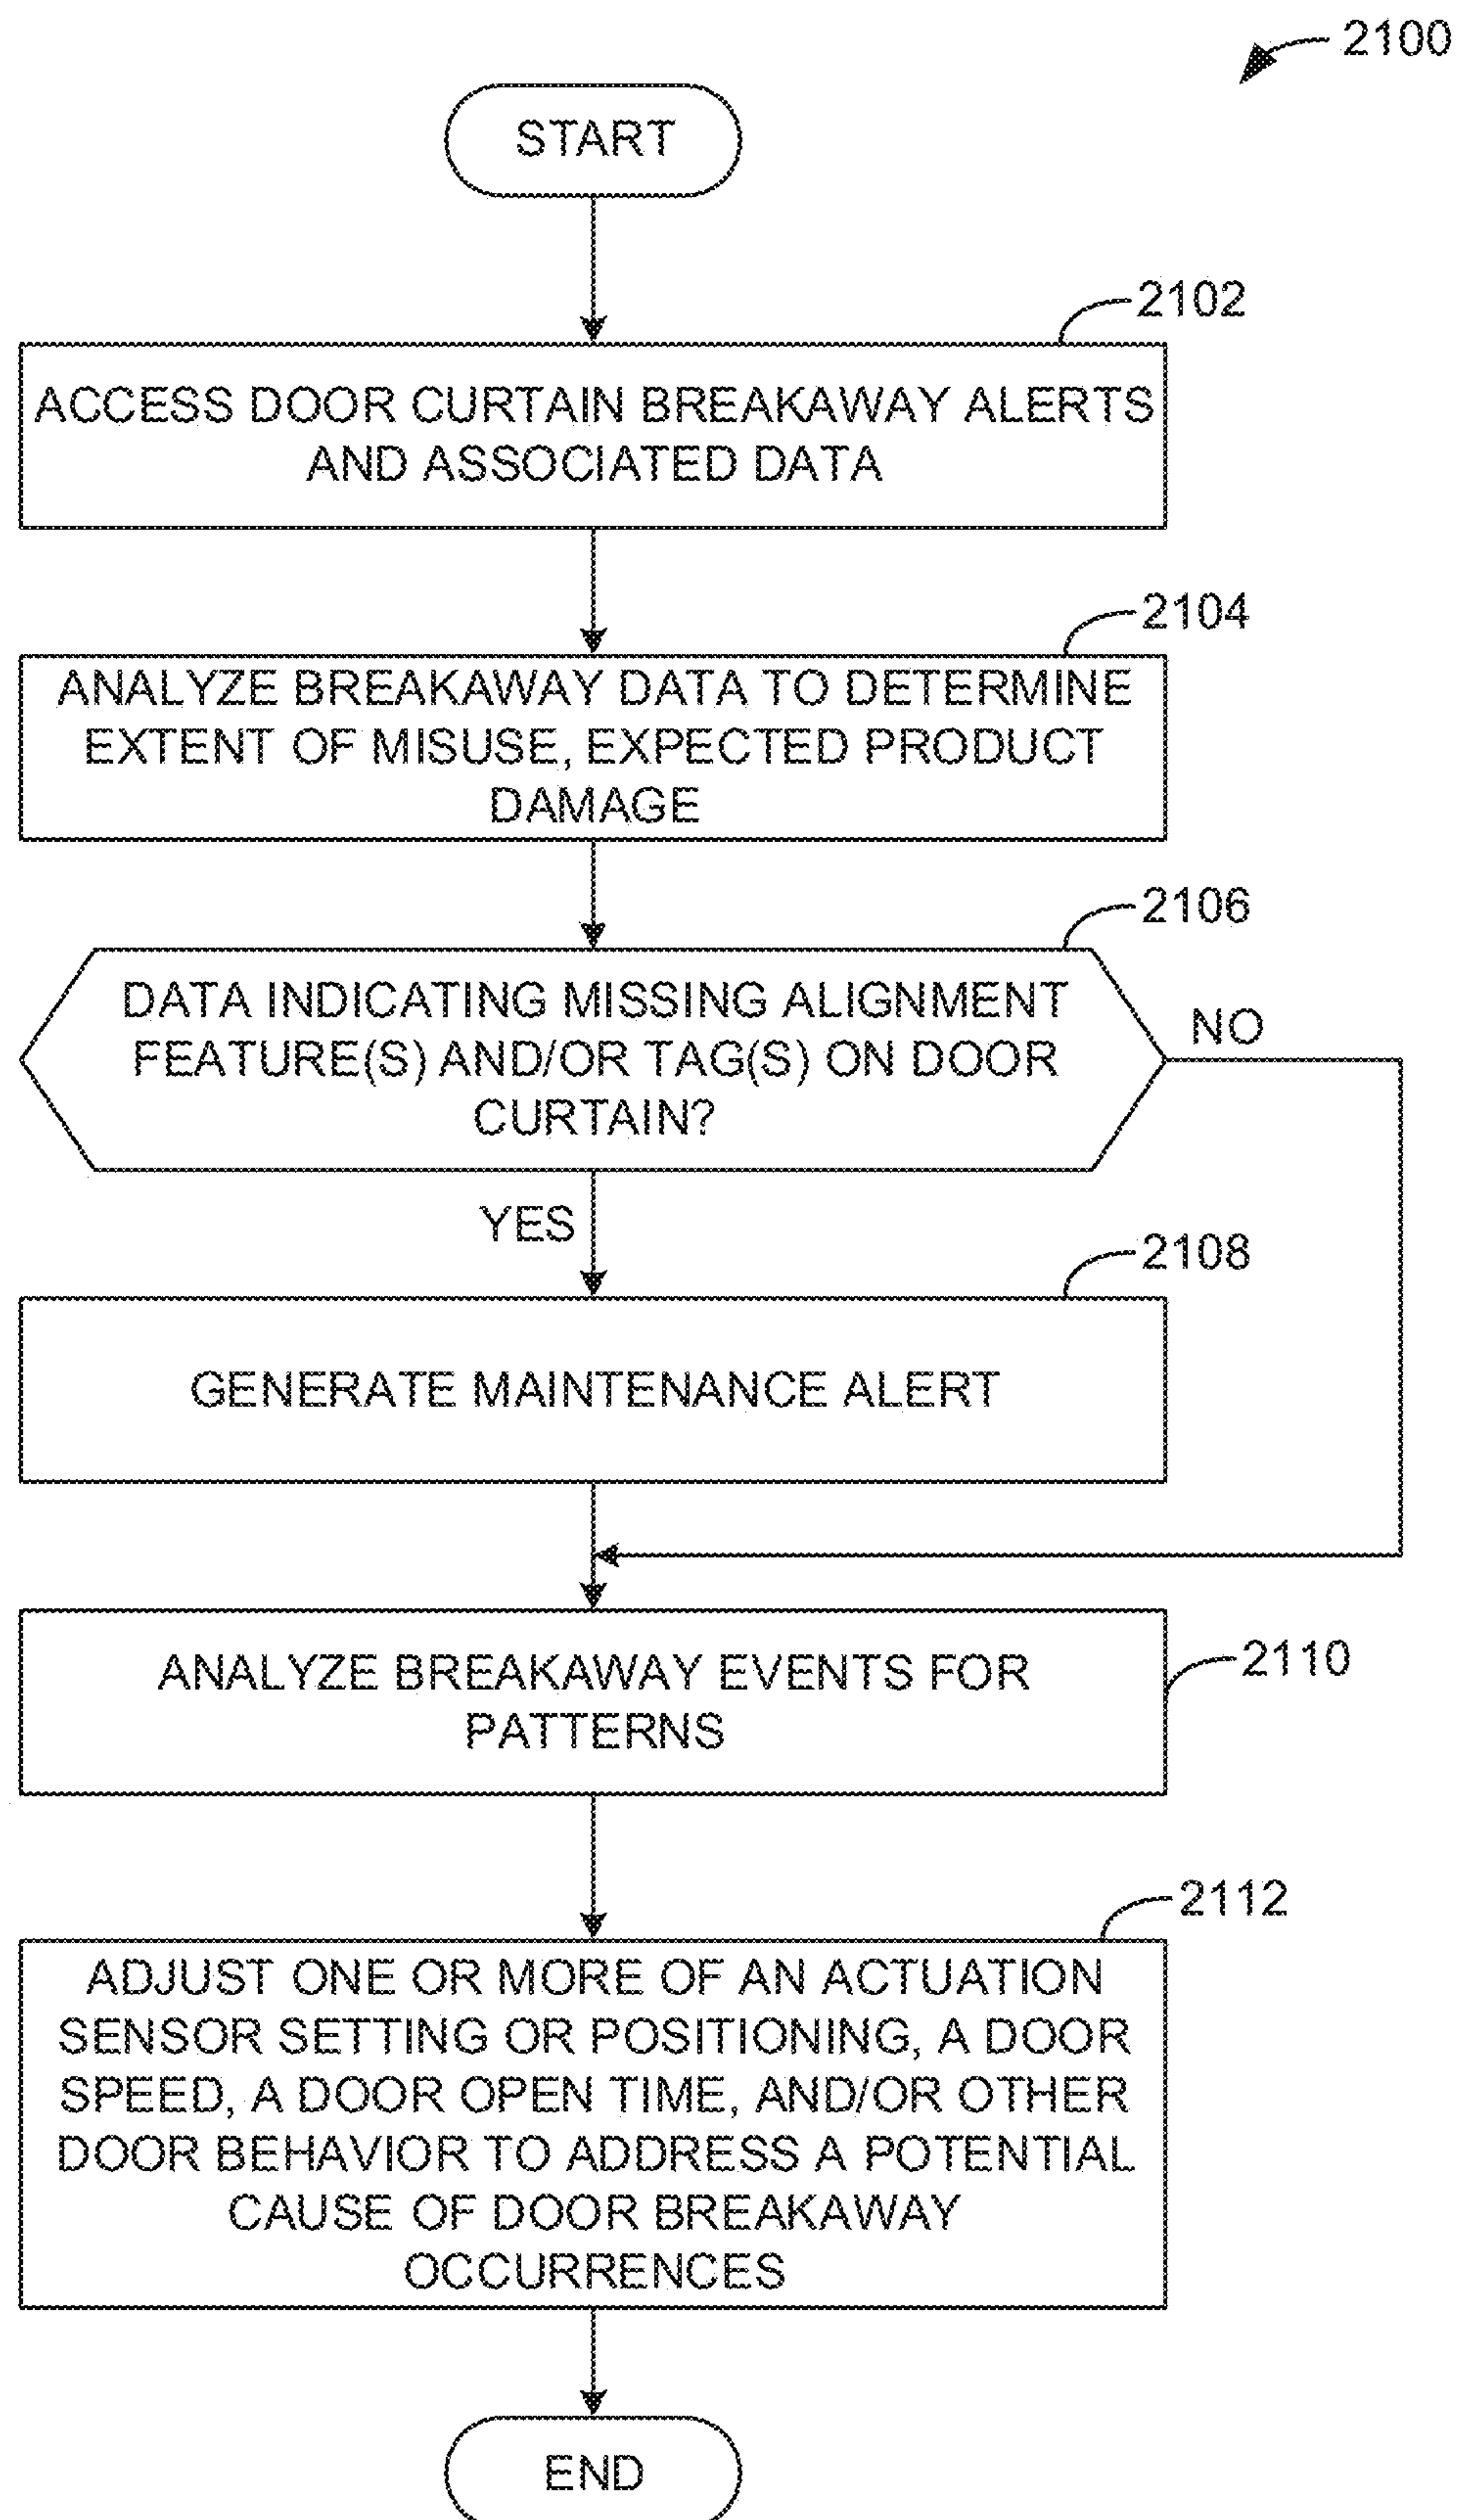 2100
START
2102
ACCESS DOOR CURTAIN BREAKAWAY ALERTS
AND ASSOCIATED DATA
2104
ANALYZE BREAKAWAY DATA TO DETERMINE
EXTENT OF MISUSE, EXPECTED PRODUCT
DAMAGE
2106
DATA INDICATING MISSING ALIGNMENT
FEATURE(S) AND/OR TAG(S) ON DOOR
CURTAIN?
NO
YES
2108
GENERATE MAINTENANCE ALERT
2110
ANALYZE BREAKAWAY EVENTS FOR
PATTERNS
2112
ADJUST ONE OR MORE OF AN ACTUATION
SENSOR SETTING OR POSITIONING, A DOOR
SPEED, A DOOR OPEN TIME, AND/OR OTHER
DOOR BEHAVIOR TO ADDRESS A POTENTIAL
CAUSE OF DOOR BREAKAWAY
OCCURRENCES
END